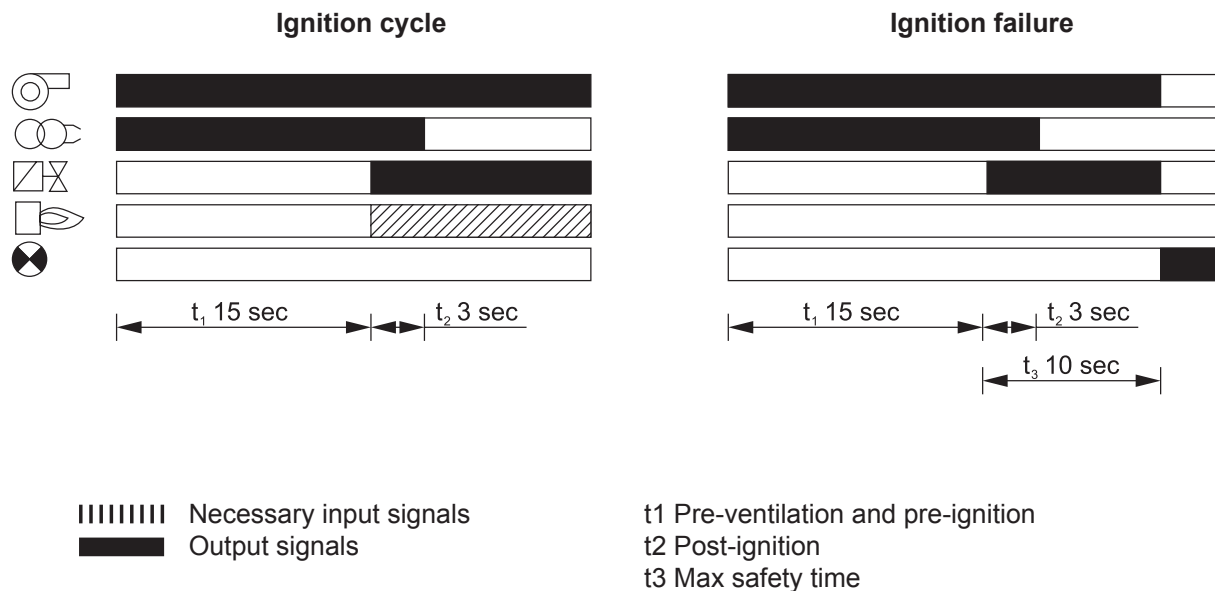 Ignition cycle
Ignition failure
t₁ 15 sec
t₂ 3 sec
t₁ 15 sec
t₂ 3 sec
t₃ 10 sec
Necessary input signals
Output signals
t1 Pre-ventilation and pre-ignition
t2 Post-ignition
t3 Max safety time